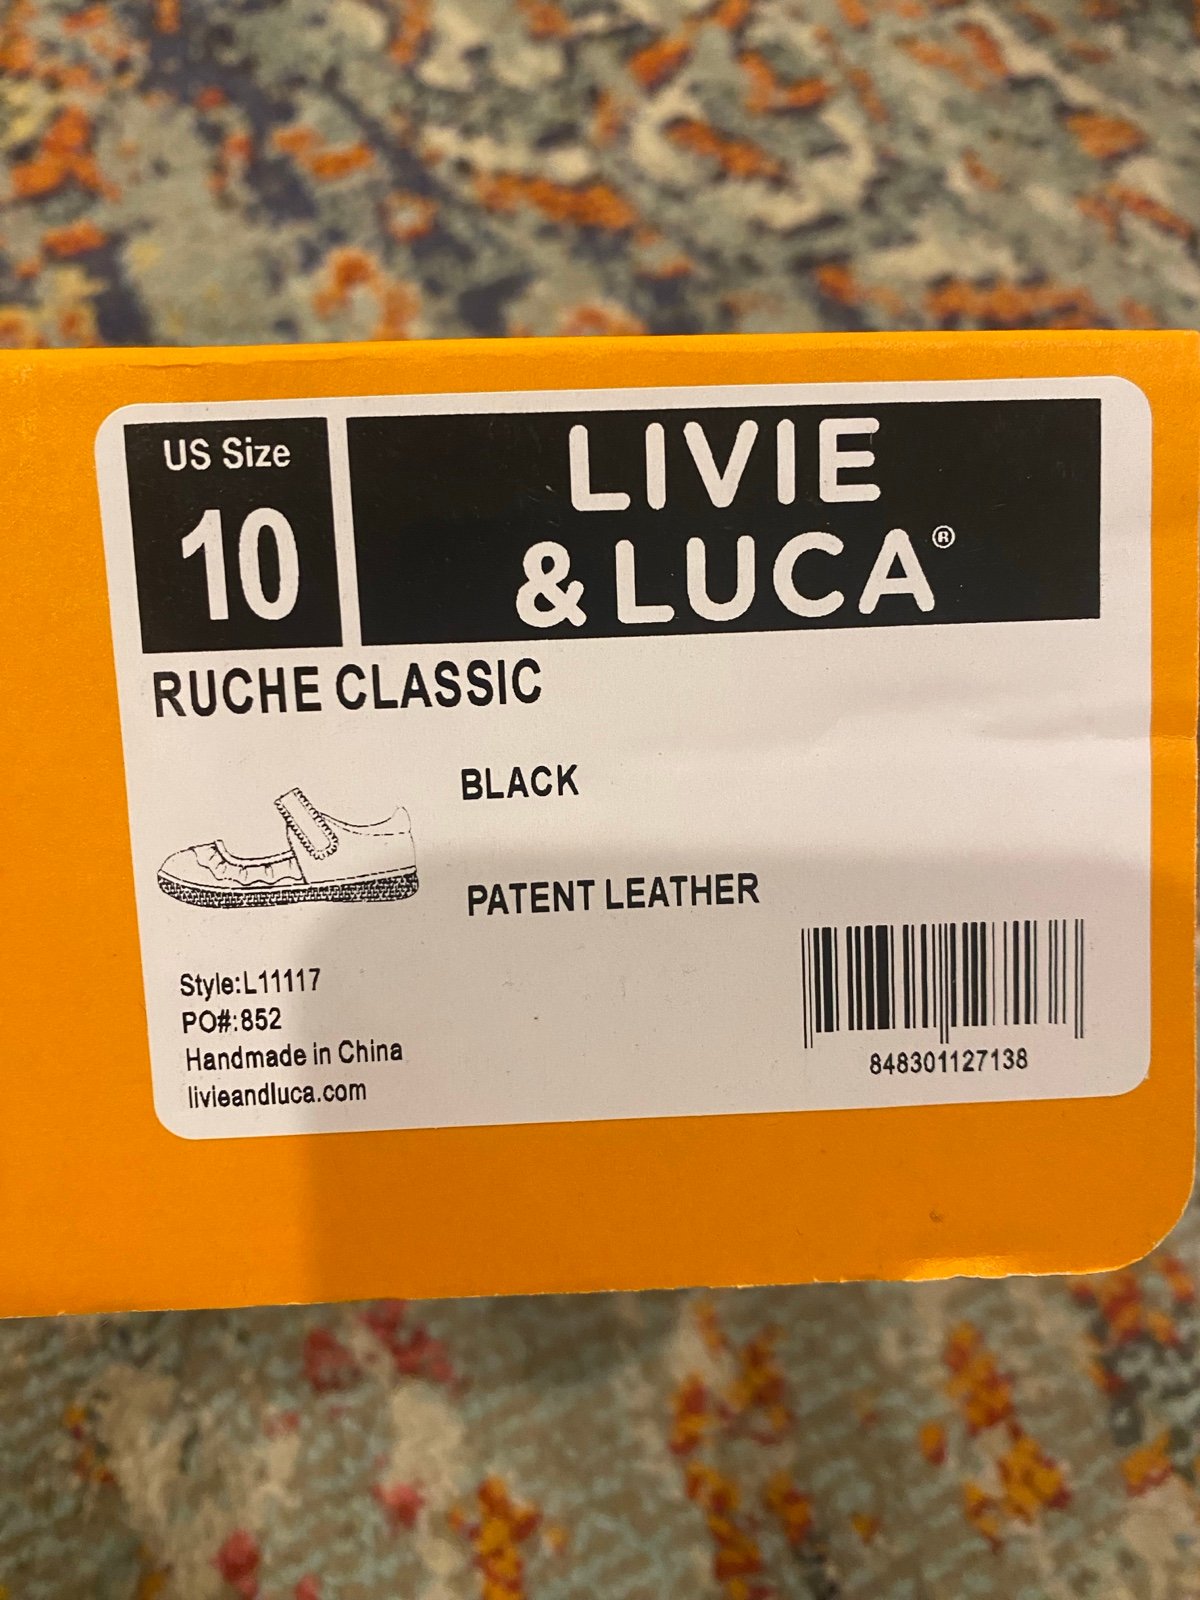 US Size
10
LIVIE
& LUCA®
RUCHE CLASSIC
BLACK
PATENT LEATHER
Style:L11117
PO#:852
Handmade in China
livieandluca.com
848301127138